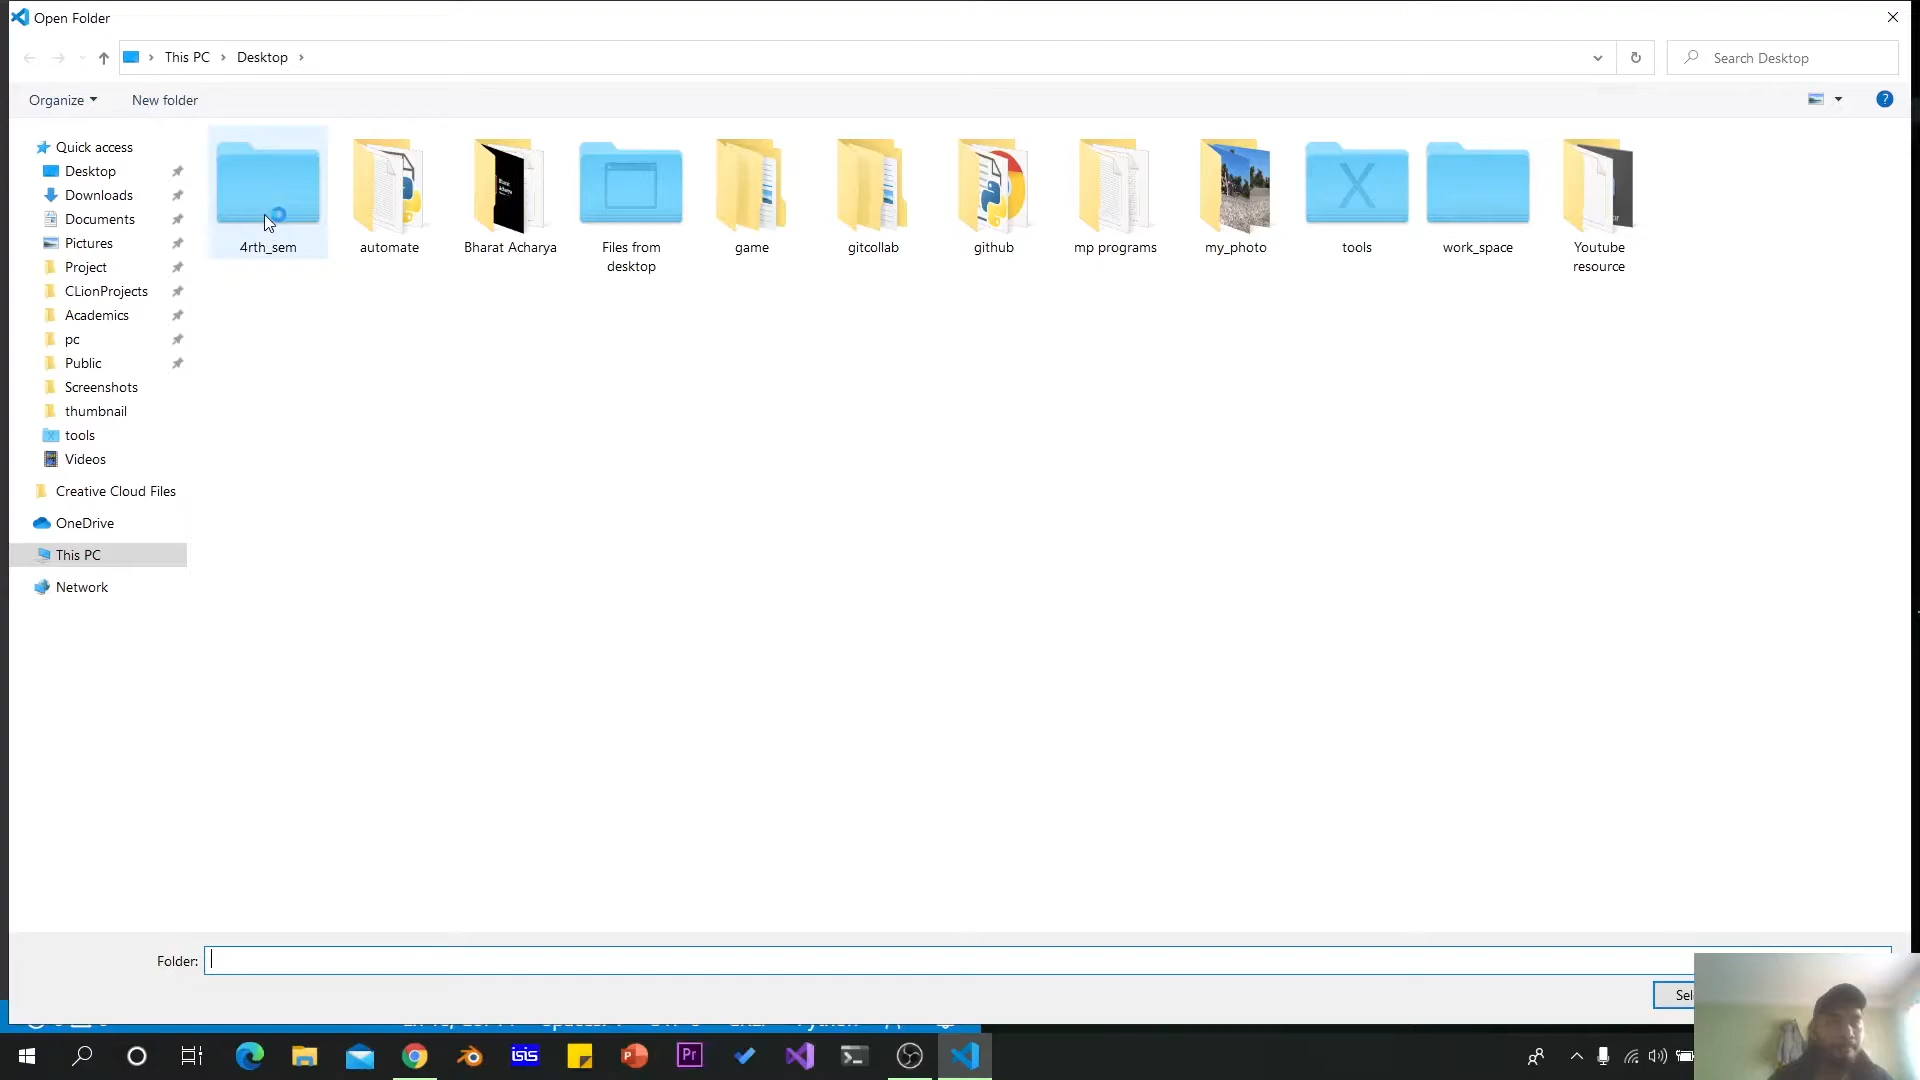 Open Folder
This PC > Desktop >
Search Desktop
Organize
New folder
Quick access
Desktop
Downloads
Documents
Pictures
Project
CLionProjects
Academics
pc
Public
Screenshots
thumbnail
tools
Videos
Creative Cloud Files
OneDrive
This PC
Network
4rth_sem
automate
Bharat Acharya
Files from
desktop
game
gitcollab
github
mp programs
my_photo
tools
work_space
Youtube
resource
Folder:
Sel
isis
Pr